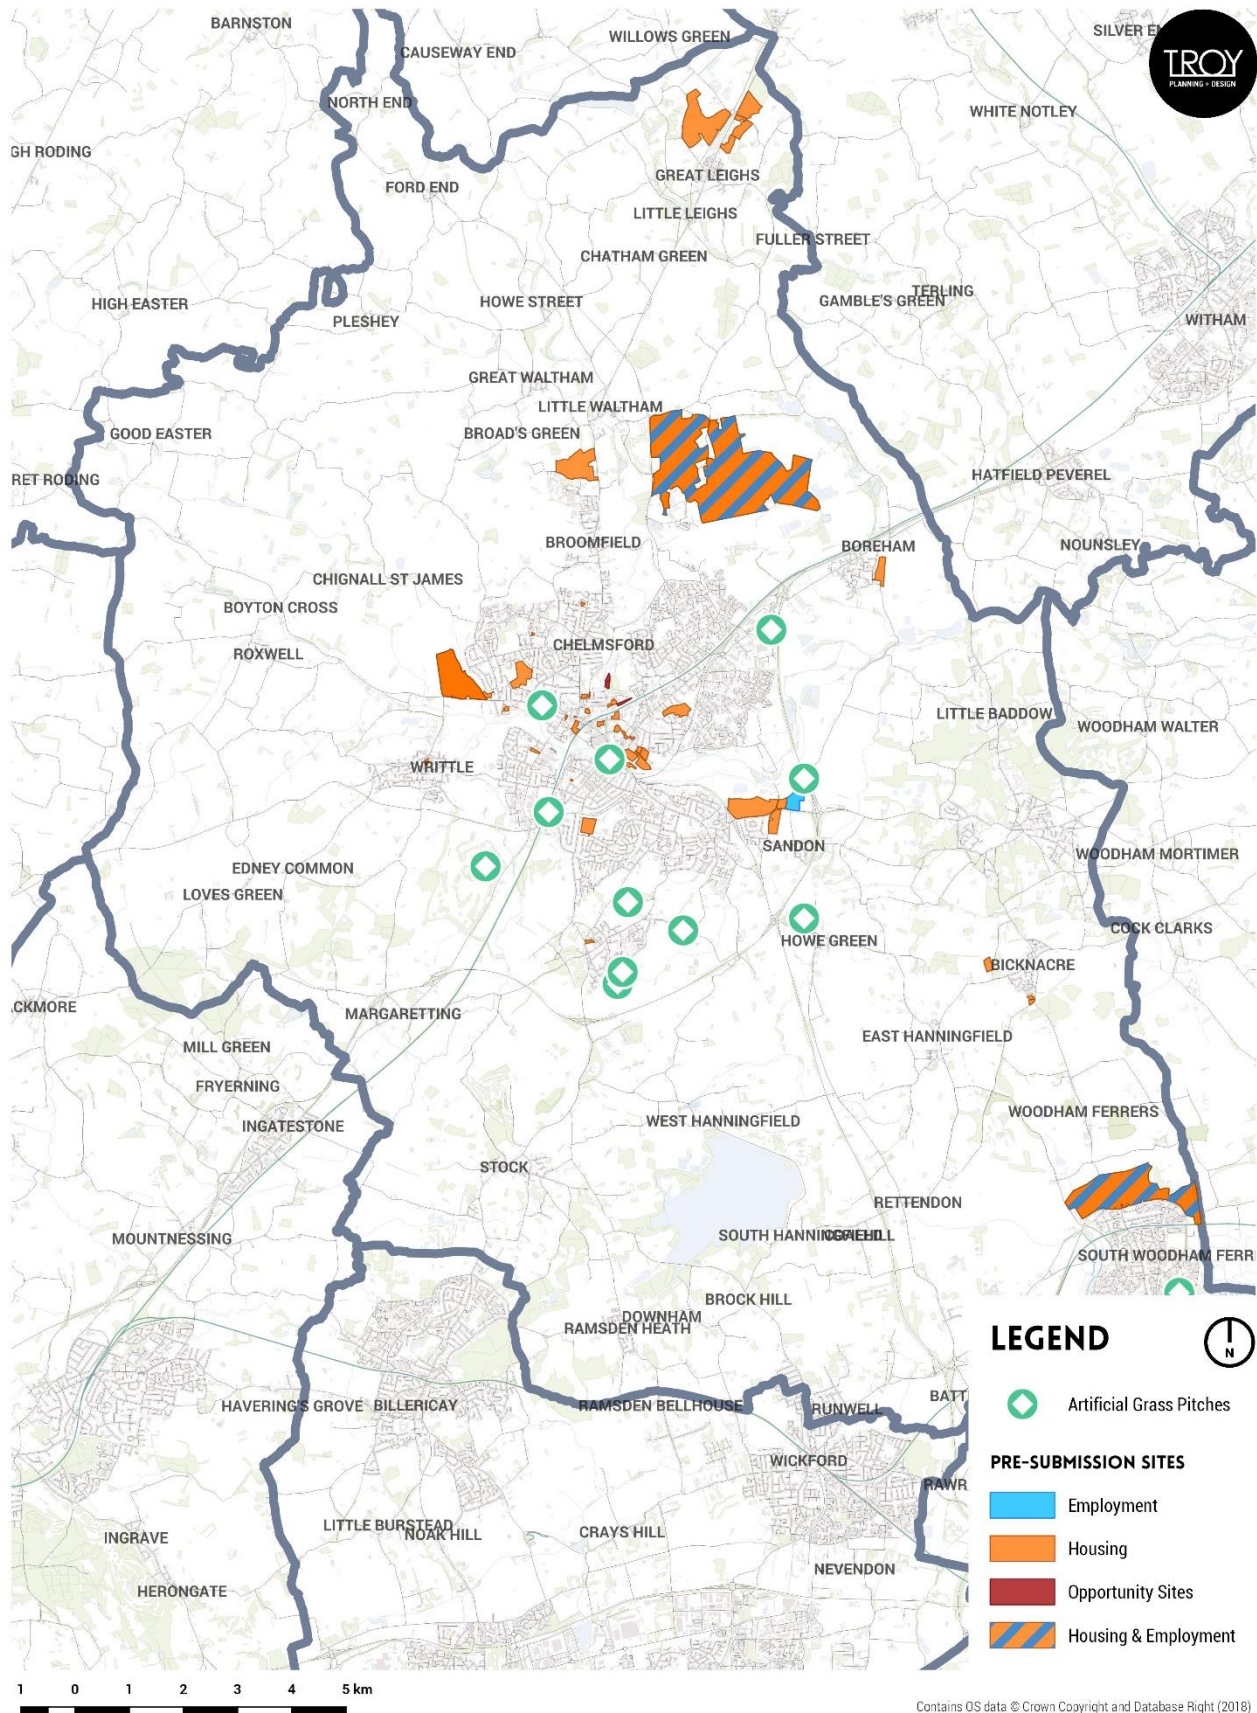 BARNSTON
WILLOWS GREEN
CAUSEWAY END
TROY
PLANNING + DESIGN
NORTH END
WHITE NOTLEY
GH RODING
GREAT LEIGHS
FORD END
LITTLE LEIGHS
FULLER STREET
CHATHAM GREEN
TERLING
HIGH EASTER
HOWE STREET
GAMBLE'S GREEN
PLESHEY
WITHAM
GREAT WALTHAM
LITTLE WALTHAM
GOOD EASTER
BROAD'S GREEN
RET RODING
HATFIELD PEVEREL
BROOMFIELD
BOREHAM
NOUNSLEY
CHIGNALL ST JAMES
BOYTON CROSS
CHELMSFORD
ROXWELL
LITTLE BADDOW
WOODHAM WALTER
WRITTLE
SANDON
WOODHAM MORTIMER
EDNEY COMMON
LOVES GREEN
COCK CLARKS
HOWE GREEN
BICKNACRE
CKMORE
MARGARETTING
EAST HANNINGFIELD
MILL GREEN
FRYERNING
WOODHAM FERRERS
INGATESTONE
WEST HANNINGFIELD
STOCK
RETTENDON
MOUNTNESSING
SOUTH HANNINGFIELD
SOUTH WOODHAM FERR
BROCK HILL
DOWNHAM
RAMSDEN HEATH
LEGEND
N
BATT
Artificial Grass Pitches
HAVERING'S GROVE
BILLERICAY
RAMSDEN BELLHOUSE
RUNWELL
WICKFORD
PRE-SUBMISSION SITES
RAWR
Employment
LITTLE BURSTEAD
NOAK HILL
CRAYS HILL
INGRAVE
Housing
NEVENDON
HERONGATE
Opportunity Sites
Housing & Employment
1 0 1 2 3 4 5 km
Contains OS data © Crown Copyright and Database Right (2018)